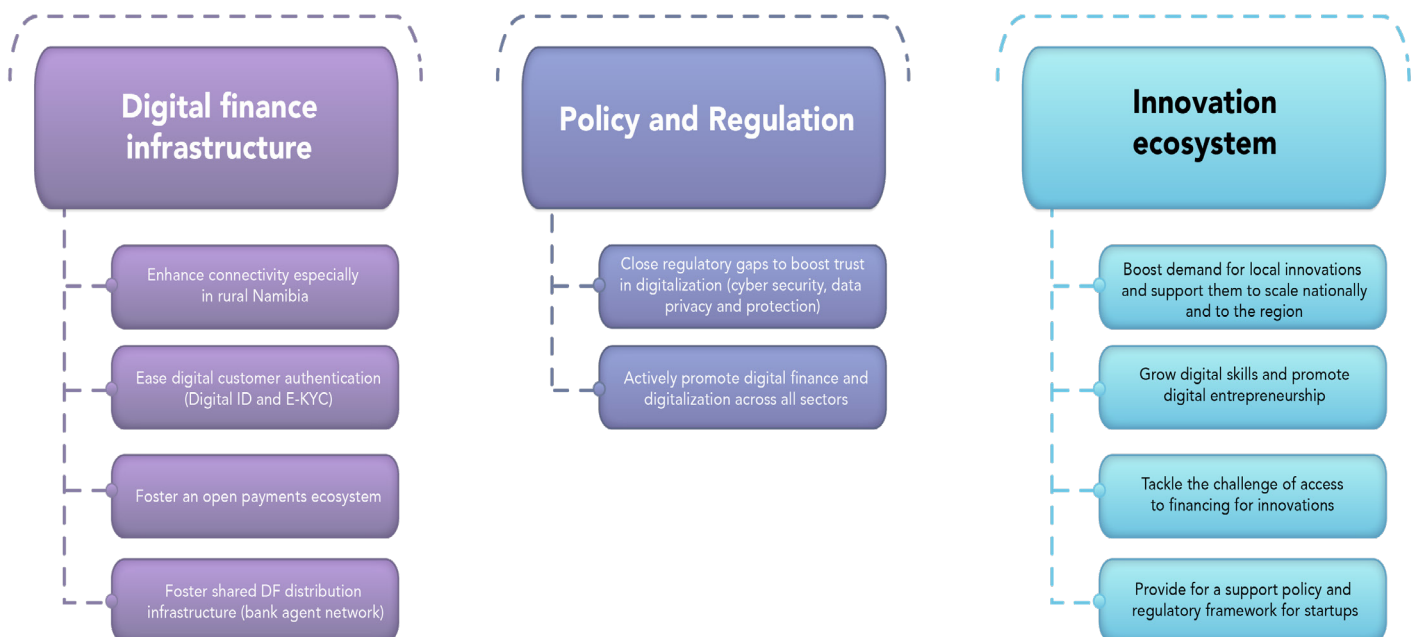 Digital finance
infrastructure
Enhance connectivity especially
in rural Namibia
Ease digital customer authentication
(Digital ID and E-KYC)
Foster an open payments ecosystem
Foster shared DF distribution
infrastructure (bank agent network)
Policy and Regulation
Close regulatory gaps to boost trust
in digitalization (cyber security, data
privacy and protection)
Actively promote digital finance and
digitalization across all sectors
Innovation
ecosystem
Boost demand for local innovations
and support them to scale nationally
and to the region
Grow digital skills and promote
digital entrepreneurship
Tackle the challenge of access
to financing for innovations
Provide for a support policy and
regulatory framework for startups